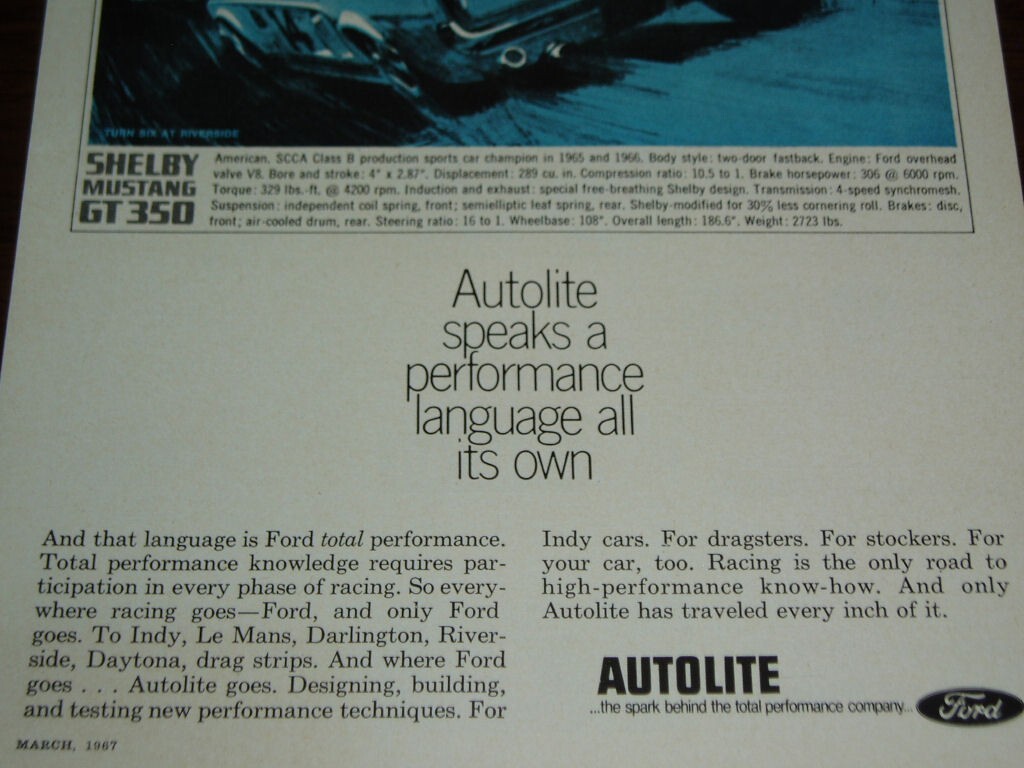 TURN SIX AT RIVERSIDE
SHELBY
MUSTANG
GT 350
American. SCCA Class B production sports car champion in 1965 and 1966. Body style: two-door fastback. Engine: Ford overhead
valve V8. Bore and stroke: 4" x 2.87". Displacement: 289 cu. in. Compression ratio: 10.5 to 1. Brake horsepower: 306 @ 6000 rpm.
Torque: 329 lbs.-ft. @ 4200 rpm. Induction and exhaust: special free-breathing Shelby design. Transmission: 4-speed synchromesh.
Suspension: independent coil spring, front; semielliptic leaf spring, rear. Shelby-modified for 30% less cornering roll. Brakes: disc,
front; air-cooled drum, rear. Steering ratio: 16 to 1. Wheelbase: 108". Overall length: 186.6". Weight: 2723 lbs.
Autolite
speaks a
performance
language all
its own
And that language is Ford total performance.
Total performance knowledge requires par-
ticipation in every phase of racing. So every-
where racing goes—Ford, and only Ford
goes. To Indy, Le Mans, Darlington, River-
side, Daytona, drag strips. And where Ford
goes . . . Autolite goes. Designing, building,
and testing new performance techniques. For
Indy cars. For dragsters. For stockers. For
your car, too. Racing is the only road to
high-performance know-how. And only
Autolite has traveled every inch of it.
AUTOLITE
...the spark behind the total performance company...
Ford
MARCH, 1967